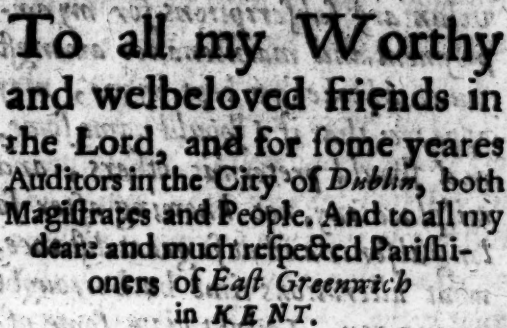 To all my Worthy
and welbeloved friends in
the Lord, and for ſome yeares
Auditors in the City of Dublin, both
Magiſtrates and People. And to all my
deare and much reſpected Pariſhi-
oners of Eaſt Greenwich
in KENT.